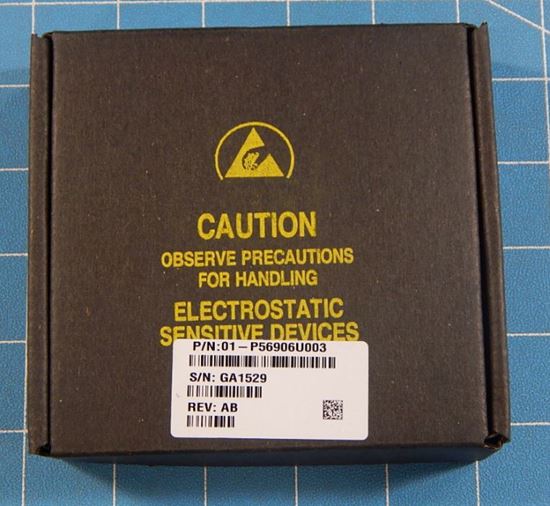 CAUTION
OBSERVE PRECAUTIONS
FOR HANDLING
ELECTROSTATIC
SENSITIVE DEVICES
P/N:01-P56906U003
S/N: GA1529
REV: AB